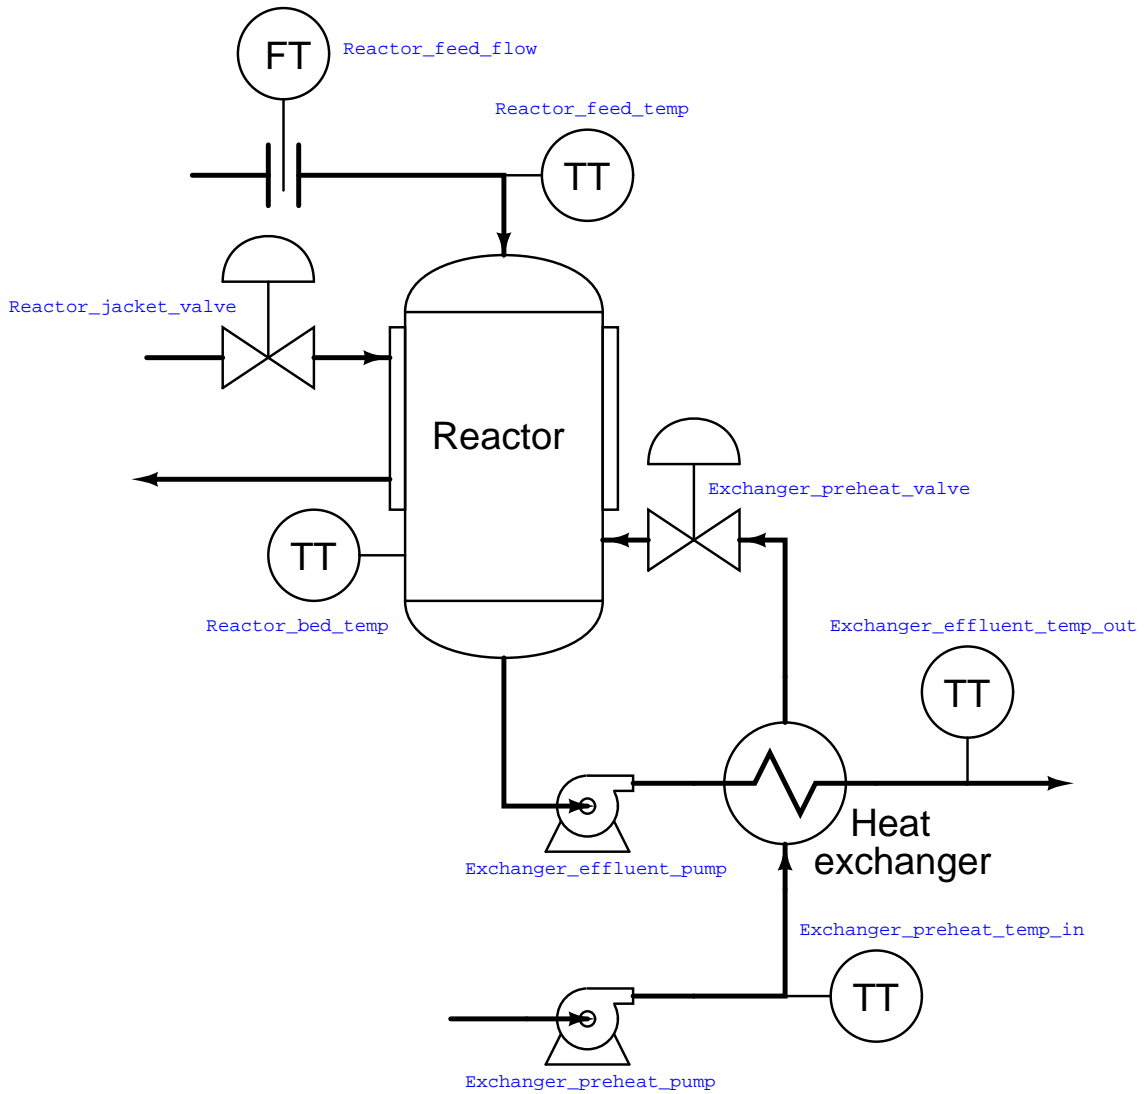 FT
Reactor_feed_flow
Reactor_feed_temp
TT
Reactor_jacket_valve
Reactor
Exchanger_preheat_valve
TT
Reactor_bed_temp
Exchanger_effluent_temp_out
TT
Heat
exchanger
Exchanger_effluent_pump
Exchanger_preheat_temp_in
TT
Exchanger_preheat_pump